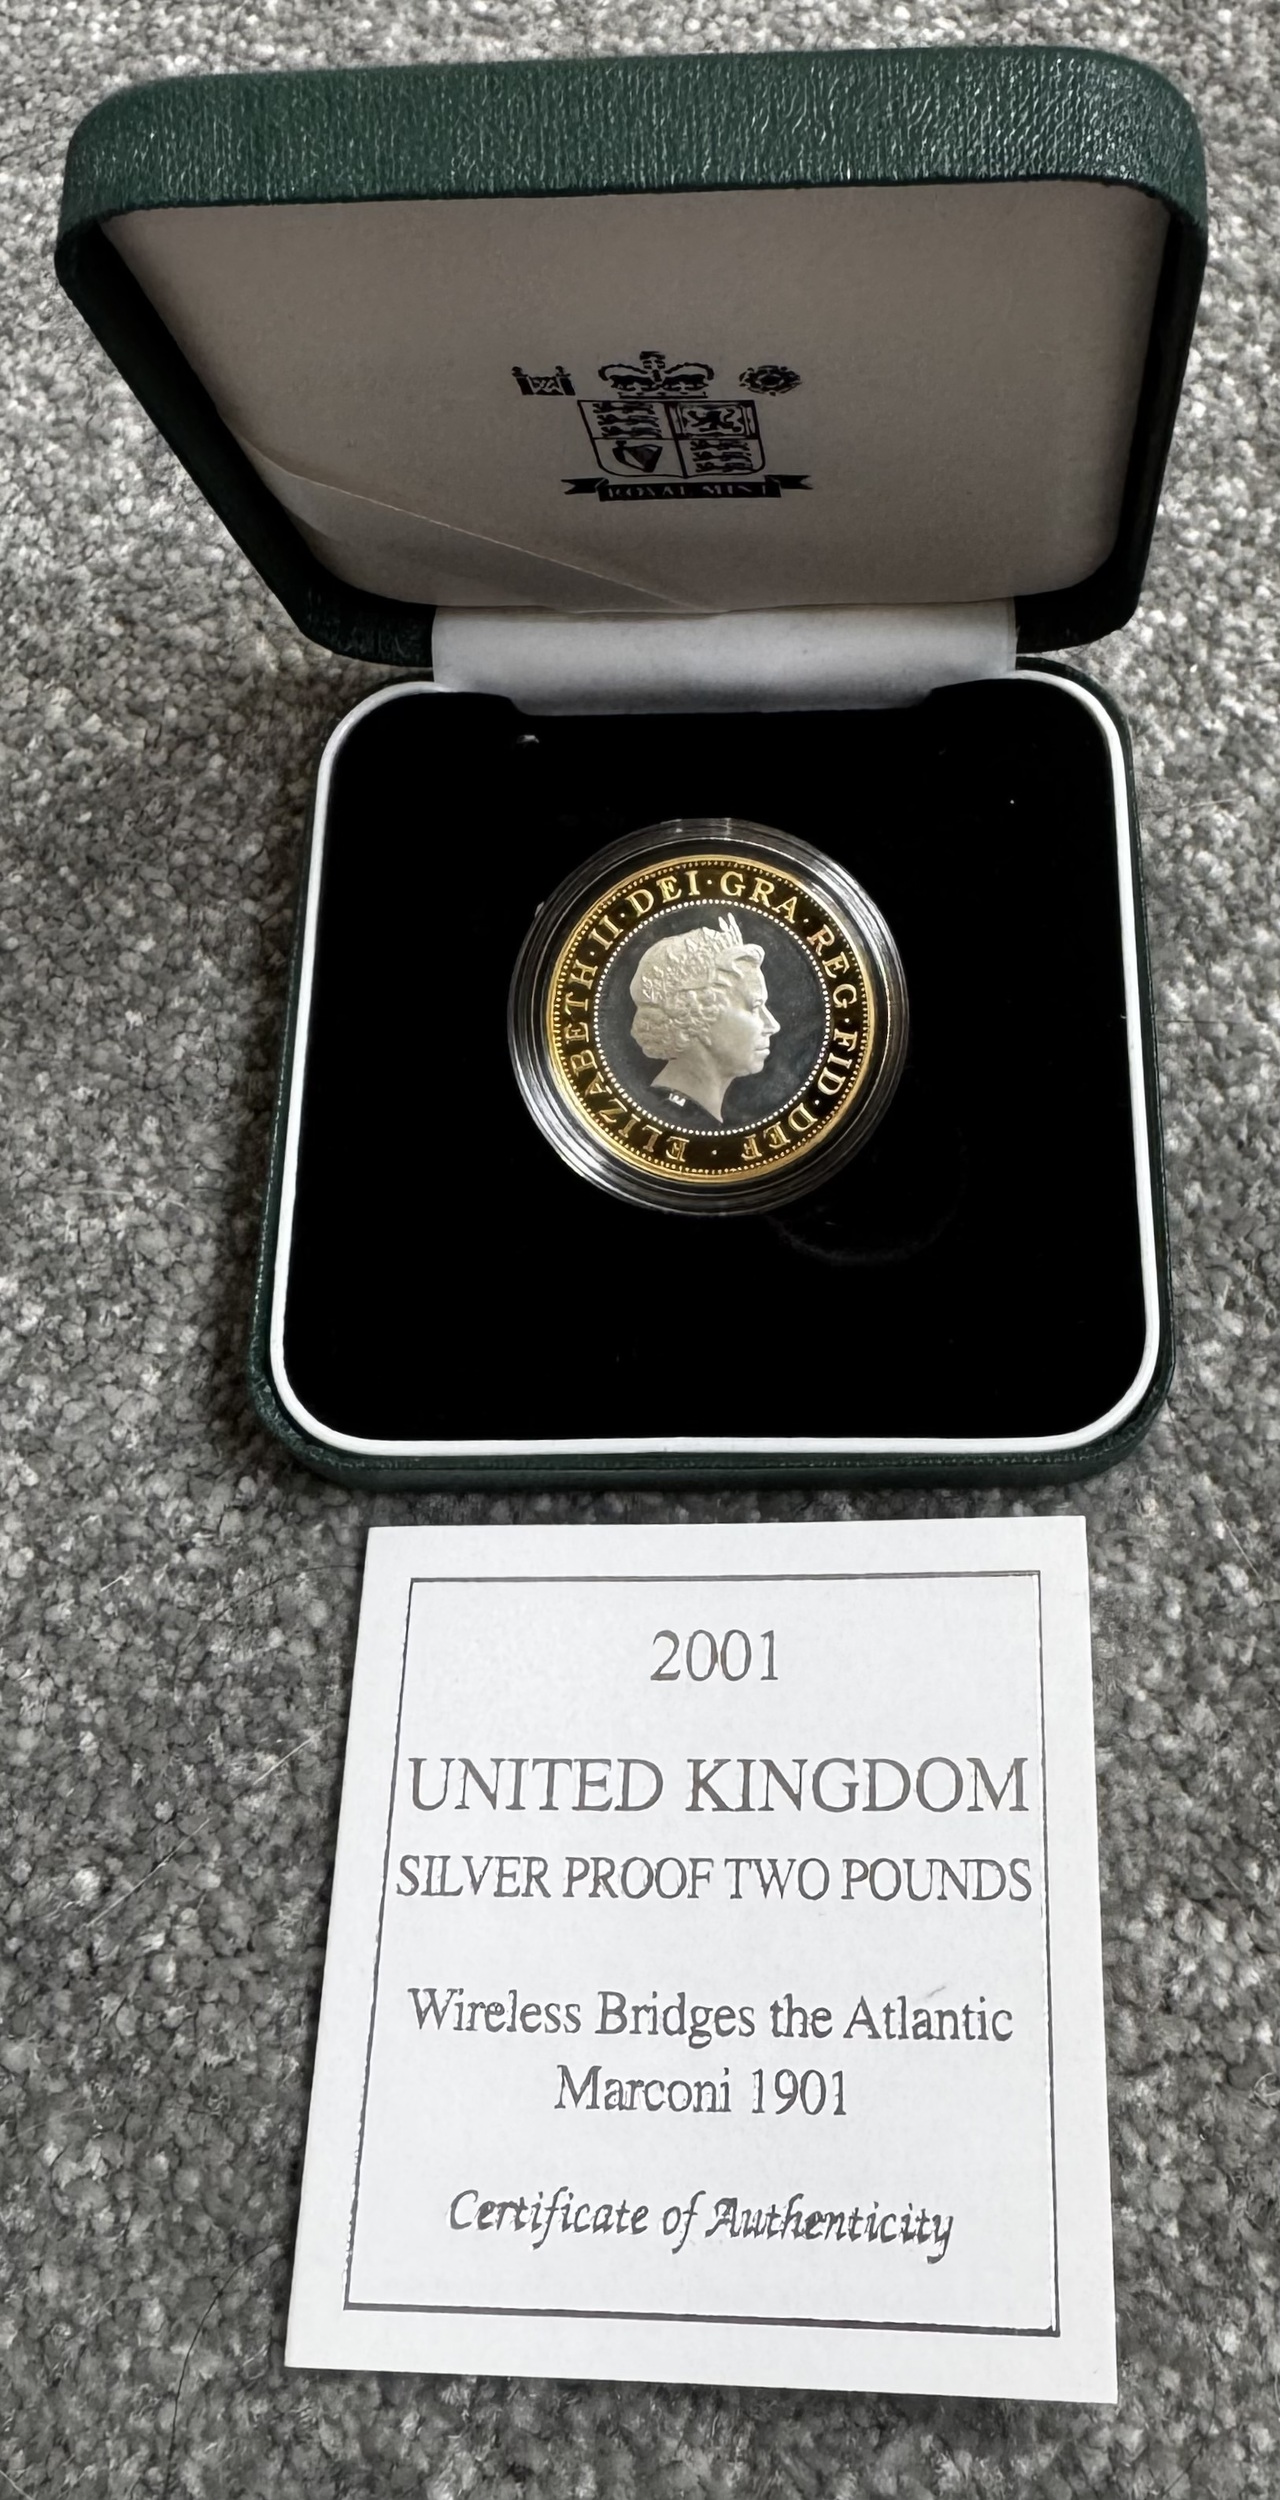 ROYAL MINT
ELIZABETH·II·DEI·GRA·REG·FID·DEF·
2001
UNITED KINGDOM
SILVER PROOF TWO POUNDS
Wireless Bridges the Atlantic
Marconi 1901
Certificate of Authenticity